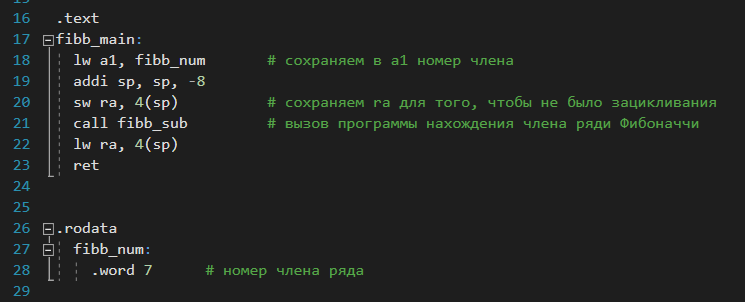 16 .text
17 fibb_main:
18 lw a1, fibb_num # сохраняем в a1 номер члена
19 addi sp, sp, -8
20 sw ra, 4(sp) # сохраняем ra для того, чтобы не было зацикливания
21 call fibb_sub # вызов программы нахождения члена ряди Фибоначчи
22 lw ra, 4(sp)
23 ret
24
25
26 .rodata
27 fibb_num:
28 .word 7 # номер члена ряда
29